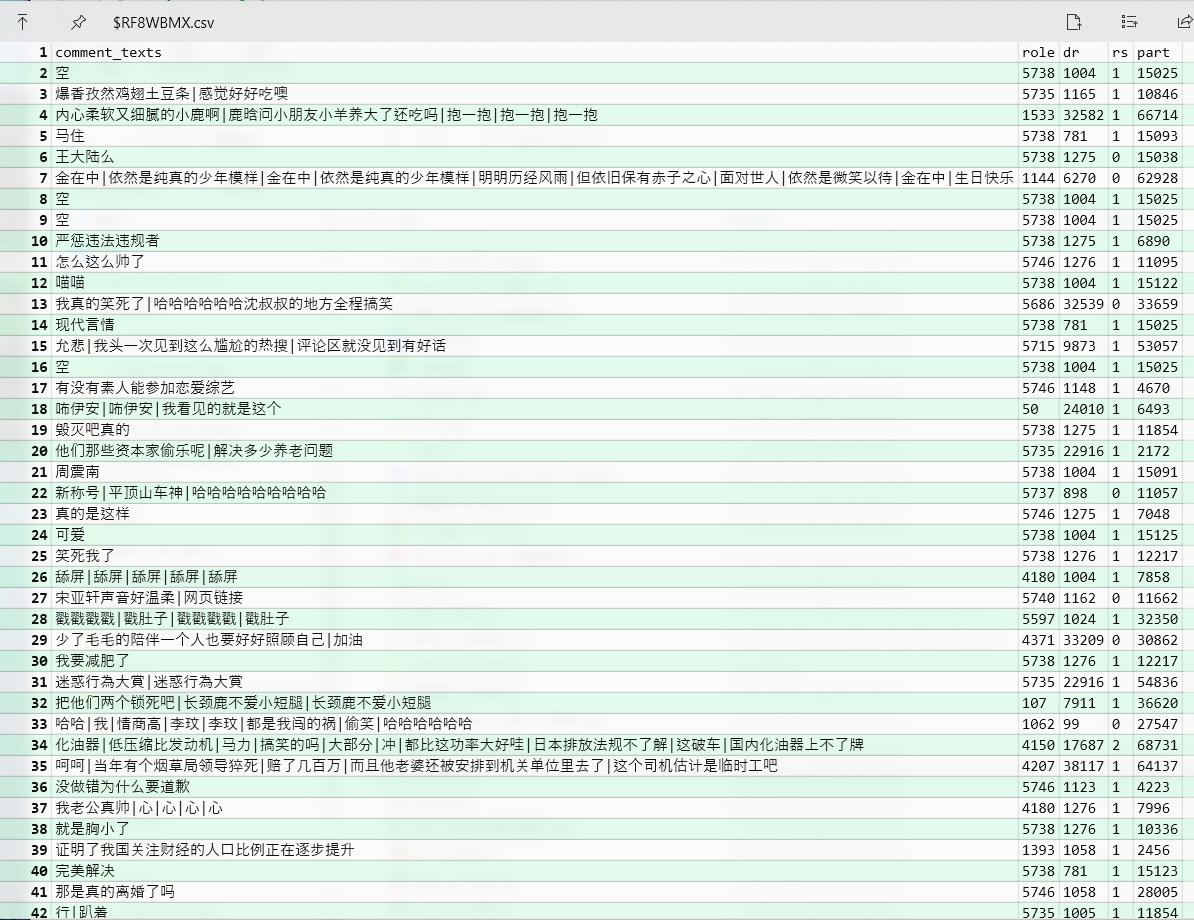 $RF8WBMX.csv
1 comment_texts role dr rs part
2 空 5738 1004 1 15025
3 爆香孜然鸡翅土豆条|感觉好好吃噢 5735 1165 1 10846
4 内心柔软又细腻的小鹿啊|鹿晗问小朋友小羊养大了还吃吗|抱一抱|抱一抱|抱一抱 1533 32582 1 66714
5 马住 5738 781 1 15093
6 王大陆么 5738 1275 0 15038
7 金在中|依然是纯真的少年模样|金在中|依然是纯真的少年模样|明明历经风雨|但依旧保有赤子之心|面对世人|依然是微笑以待|金在中|生日快乐 1144 6270 0 62928
8 空 5738 1004 1 15025
9 空 5738 1004 1 15025
10 严惩违法违规者 5738 1275 1 6890
11 怎么这么帅了 5746 1276 1 11095
12 喵喵 5738 1004 1 15122
13 我真的笑死了|哈哈哈哈哈哈沈叔叔的地方全程搞笑 5686 32539 0 33659
14 现代言情 5738 781 1 15025
15 允悲|我头一次见到这么尴尬的热搜|评论区就没见到有好话 5715 9873 1 53057
16 空 5738 1004 1 15025
17 有没有素人能参加恋爱综艺 5746 1148 1 4670
18 咘伊安|咘伊安|我看见的就是这个 50 24010 1 6493
19 毁灭吧真的 5738 1275 1 11854
20 他们那些资本家偷乐呢|解决多少养老问题 5735 22916 1 2172
21 周震南 5738 1004 1 15091
22 新称号|平顶山车神|哈哈哈哈哈哈哈哈哈 5737 898 0 11057
23 真的是这样 5746 1275 1 7048
24 可爱 5738 1004 1 15125
25 笑死我了 5738 1276 1 12217
26 舔屏|舔屏|舔屏|舔屏|舔屏 4180 1004 1 7858
27 宋亚轩声音好温柔|网页链接 5740 1162 0 11662
28 戳戳戳戳|戳肚子|戳戳戳戳|戳肚子 5597 1024 1 32350
29 少了毛毛的陪伴一个人也要好好照顾自己|加油 4371 33209 0 30862
30 我要减肥了 5738 1276 1 12217
31 迷惑行為大賞|迷惑行為大賞 5735 22916 1 54836
32 把他们两个锁死吧|长颈鹿不爱小短腿|长颈鹿不爱小短腿 107 7911 1 36620
33 哈哈|我|情商高|李玟|李玟|都是我闯的祸|偷笑|哈哈哈哈哈哈 1062 99 0 27547
34 化油器|低压缩比发动机|马力|搞笑的吗|大部分|冲|都比这功率大好哇|日本排放法规不了解|这破车|国内化油器上不了牌 4150 17687 2 68731
35 呵呵|当年有个烟草局领导猝死|赔了几百万|而且他老婆还被安排到机关单位里去了|这个司机估计是临时工吧 4207 38117 1 64137
36 没做错为什么要道歉 5746 1123 1 4223
37 我老公真帅|心|心|心|心 4180 1276 1 7996
38 就是胸小了 5738 1276 1 10336
39 证明了我国关注财经的人口比例正在逐步提升 1393 1058 1 2456
40 完美解决 5738 781 1 15123
41 那是真的离婚了吗 5746 1058 1 28005
42 行|趴着 5735 1005 1 11854